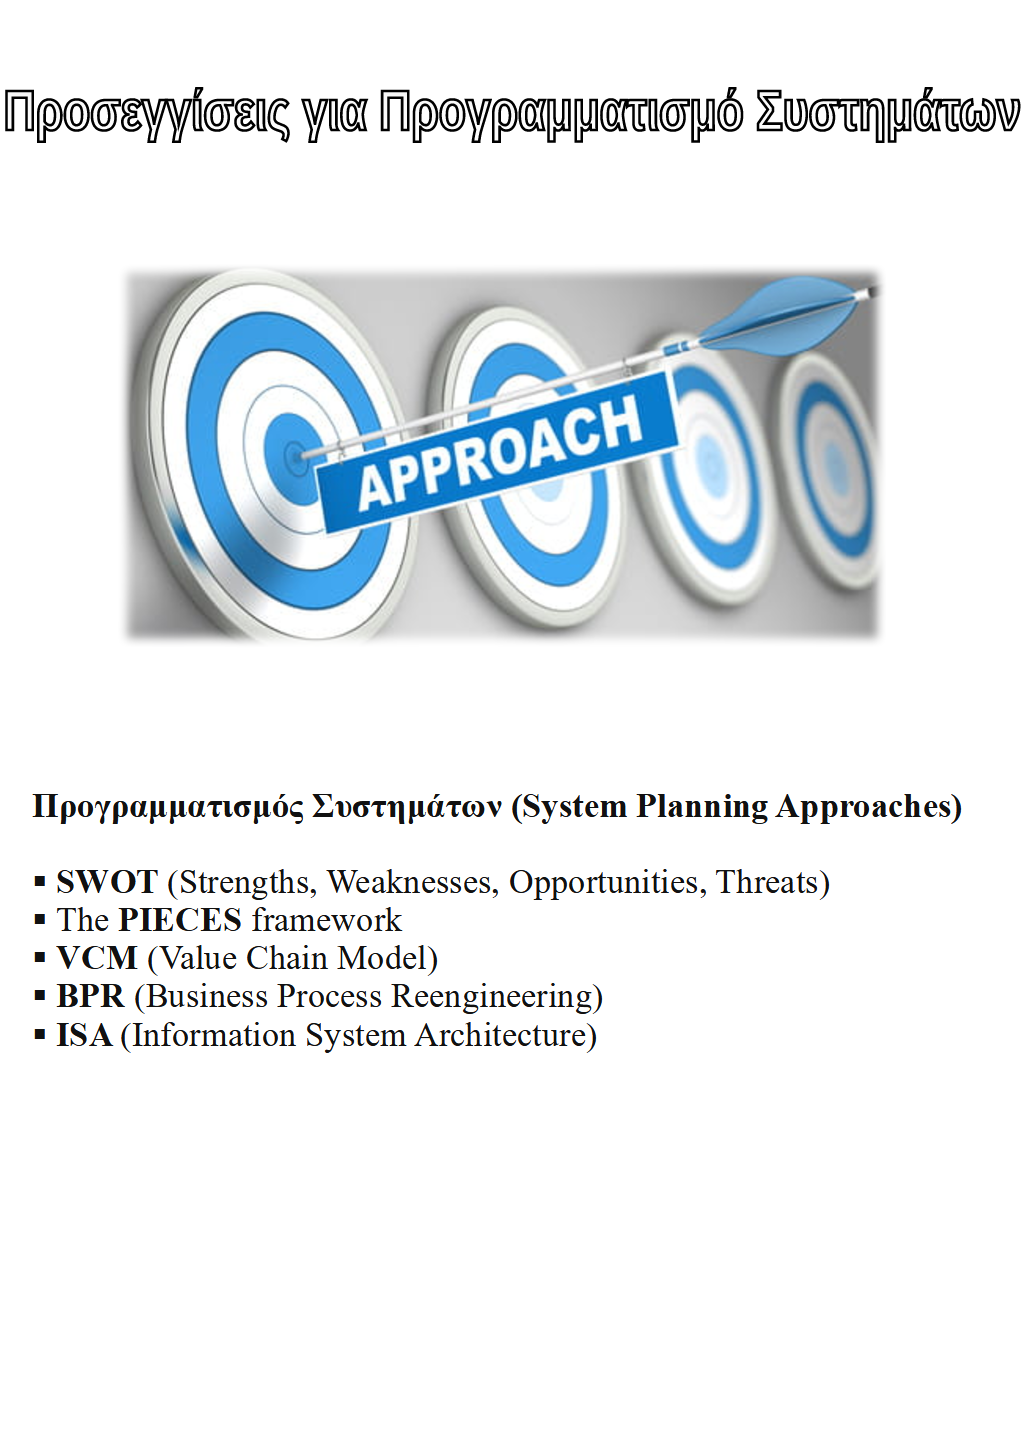 Προσεγγίσεις για Προγραμματισμό Συστημάτων
APPROACH
Προγραμματισμός Συστημάτων (System Planning Approaches)
▪ SWOT (Strengths, Weaknesses, Opportunities, Threats)
▪ The PIECES framework
▪ VCM (Value Chain Model)
▪ BPR (Business Process Reengineering)
▪ ISA (Information System Architecture)